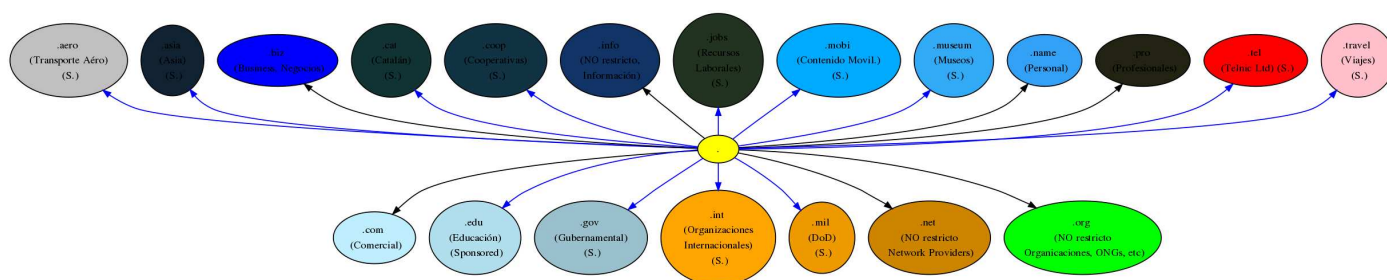 .aero
(Transporte Aéro)
(S.)
.asia
(Asia)
(S.)
.biz
(Business, Negocios)
.cat
(Catalán)
(S.)
.coop
(Cooperativas)
(S.)
.info
(NO restricto,
Información)
.jobs
(Recursos
Laborales)
(S.)
.mobi
(Contenido Movil.)
(S.)
.museum
(Museos)
(S.)
.name
(Personal)
.pro
(Profesionales)
.tel
(Telnic Ltd) (S.)
.travel
(Viajes)
(S.)
.
.com
(Comercial)
.edu
(Educación)
(Sponsored)
.gov
(Gubernamental)
(S.)
.int
(Organizaciones
Internacionales)
(S.)
.mil
(DoD)
(S.)
.net
(NO restricto
Network Providers)
.org
(NO restricto
Organicaciones, ONGs, etc)